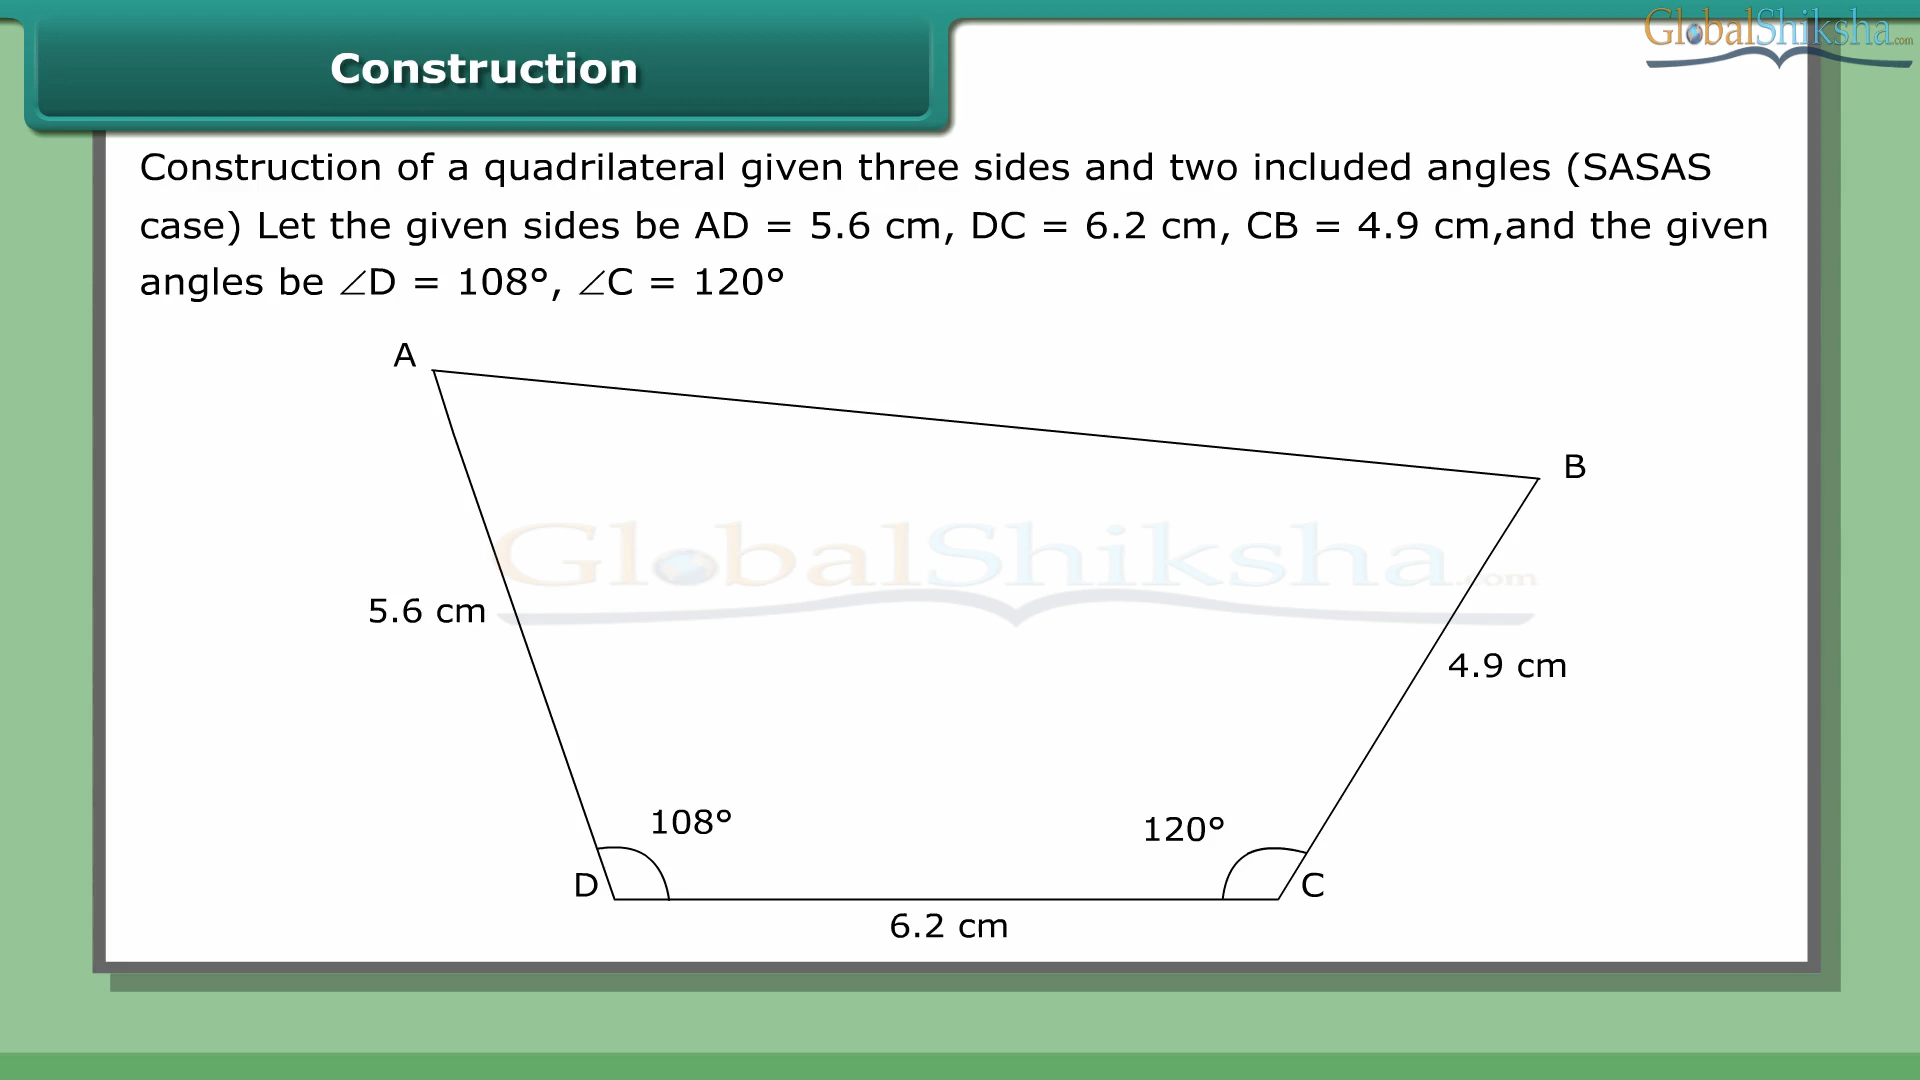 GlobalShiksha.com
Construction
Construction of a quadrilateral given three sides and two included angles (SASAS
case) Let the given sides be AD = 5.6 cm, DC = 6.2 cm, CB = 4.9 cm,and the given
angles be ∠D = 108°, ∠C = 120°
A
B
GlobalShiksha.com
5.6 cm
4.9 cm
108°
120°
D
C
6.2 cm